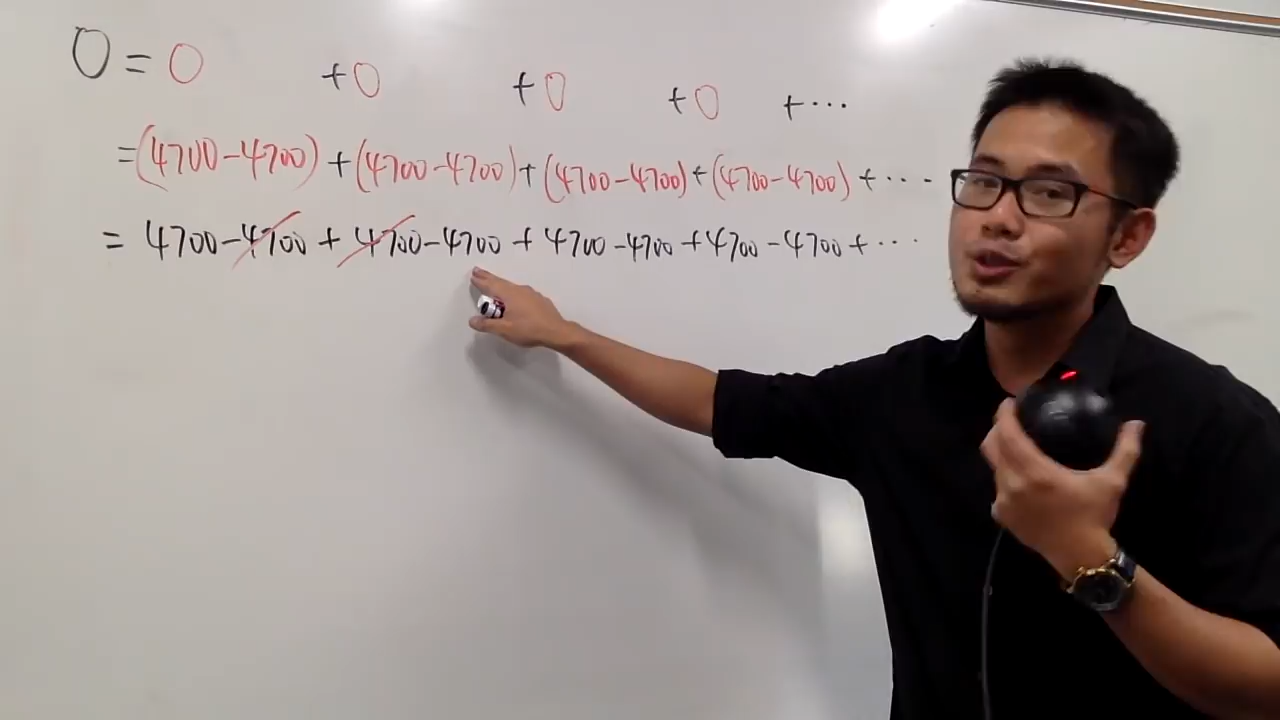 0 = 0 + 0 + 0 + 0 + ...
= (4700 - 4700) + (4700 - 4700) + (4700 - 4700) + (4700 - 4700) + ...
= 4700 - 4700 + 4700 - 4700 + 4700 - 4700 + 4700 - 4700 + ...